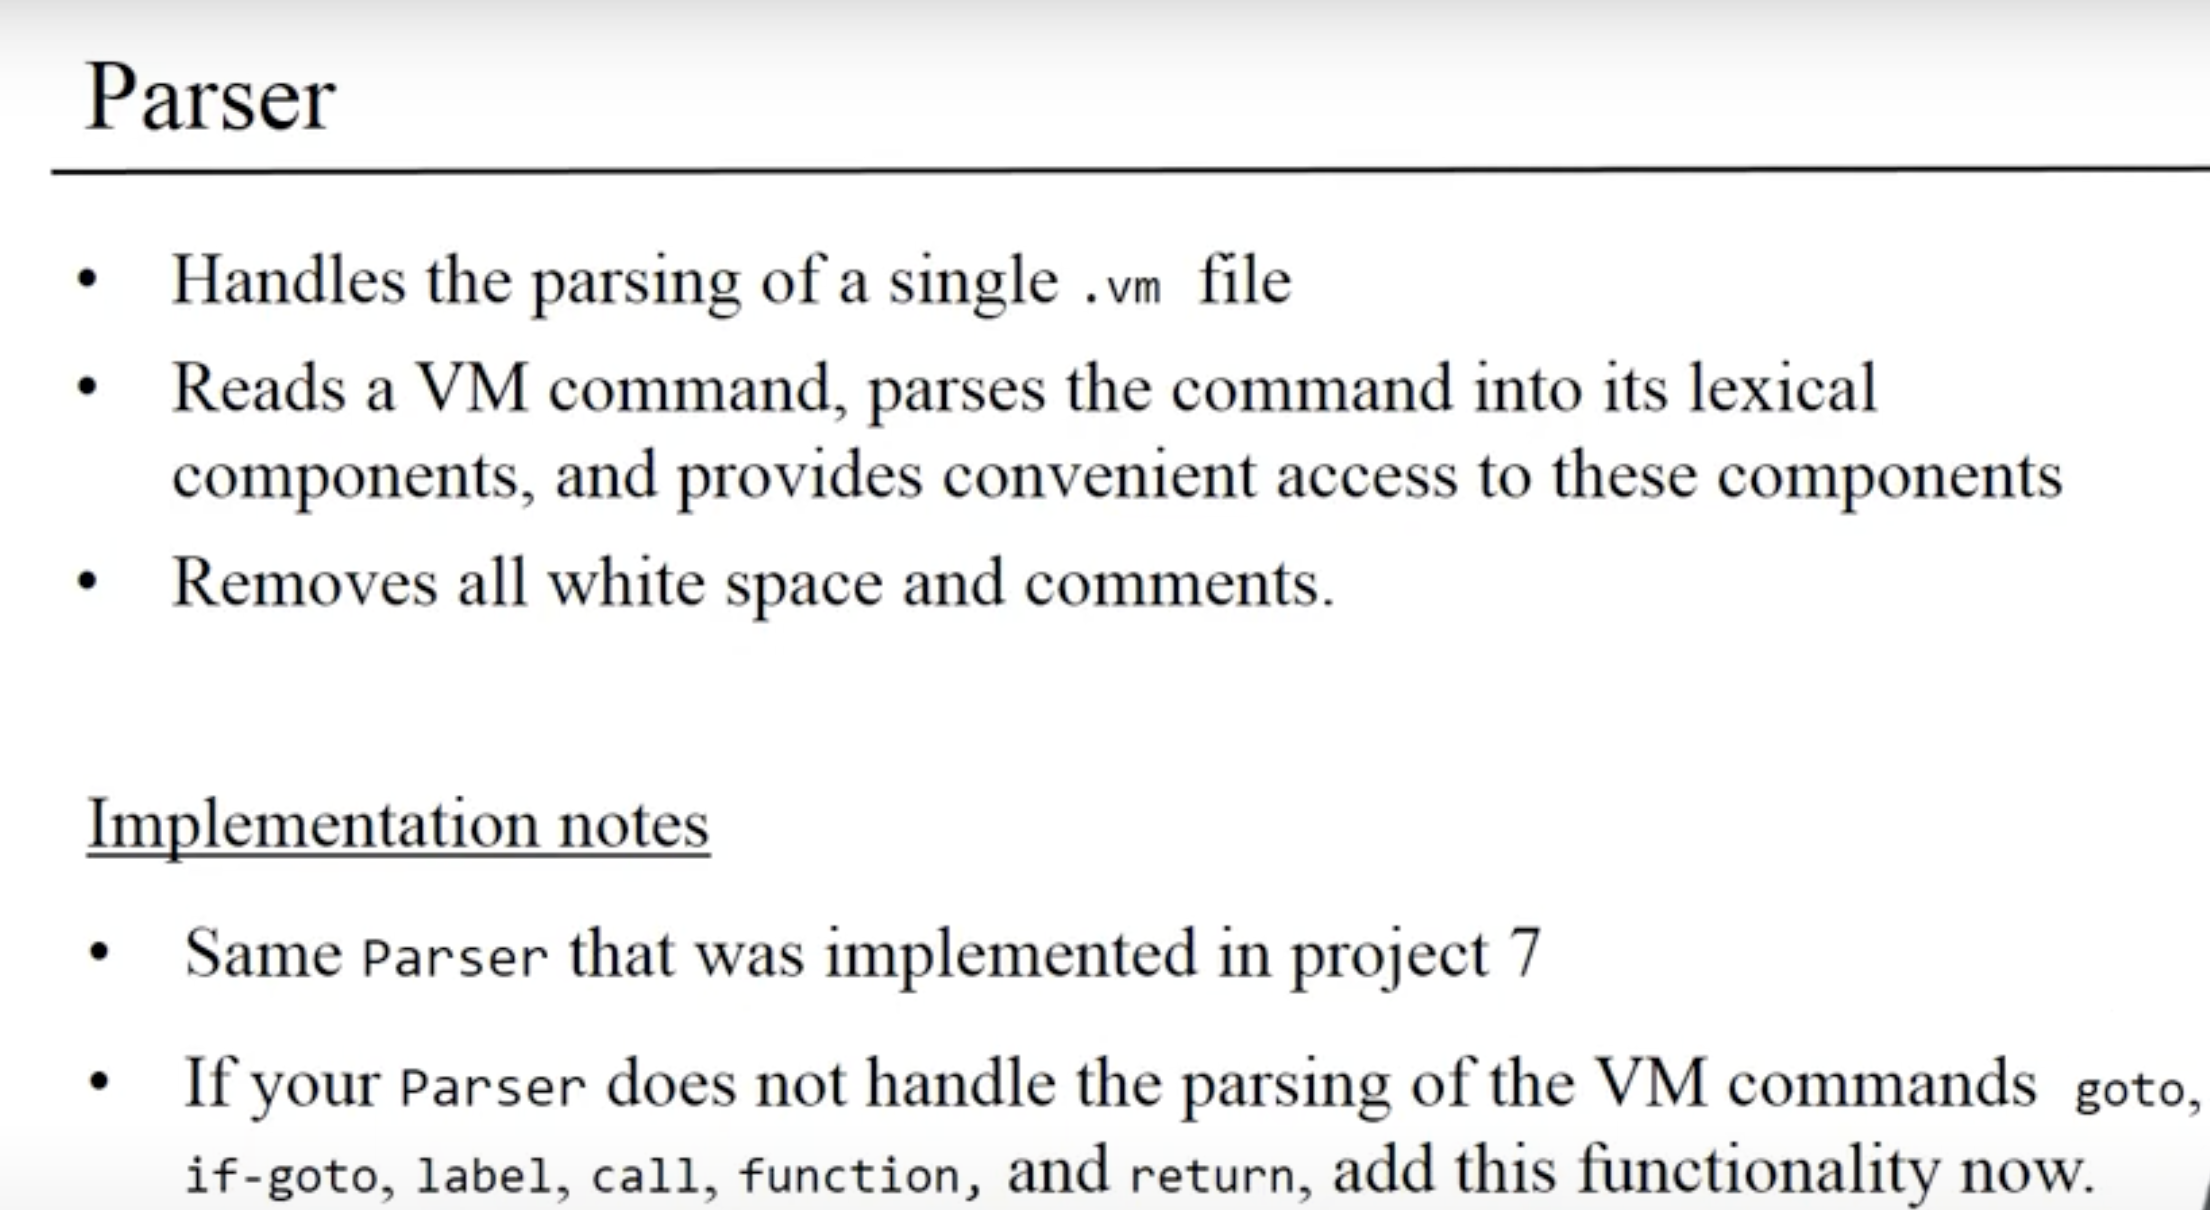 Parser
• Handles the parsing of a single .vm file
• Reads a VM command, parses the command into its lexical
components, and provides convenient access to these components
• Removes all white space and comments.
Implementation notes
• Same Parser that was implemented in project 7
• If your Parser does not handle the parsing of the VM commands goto,
if-goto, label, call, function, and return, add this functionality now.